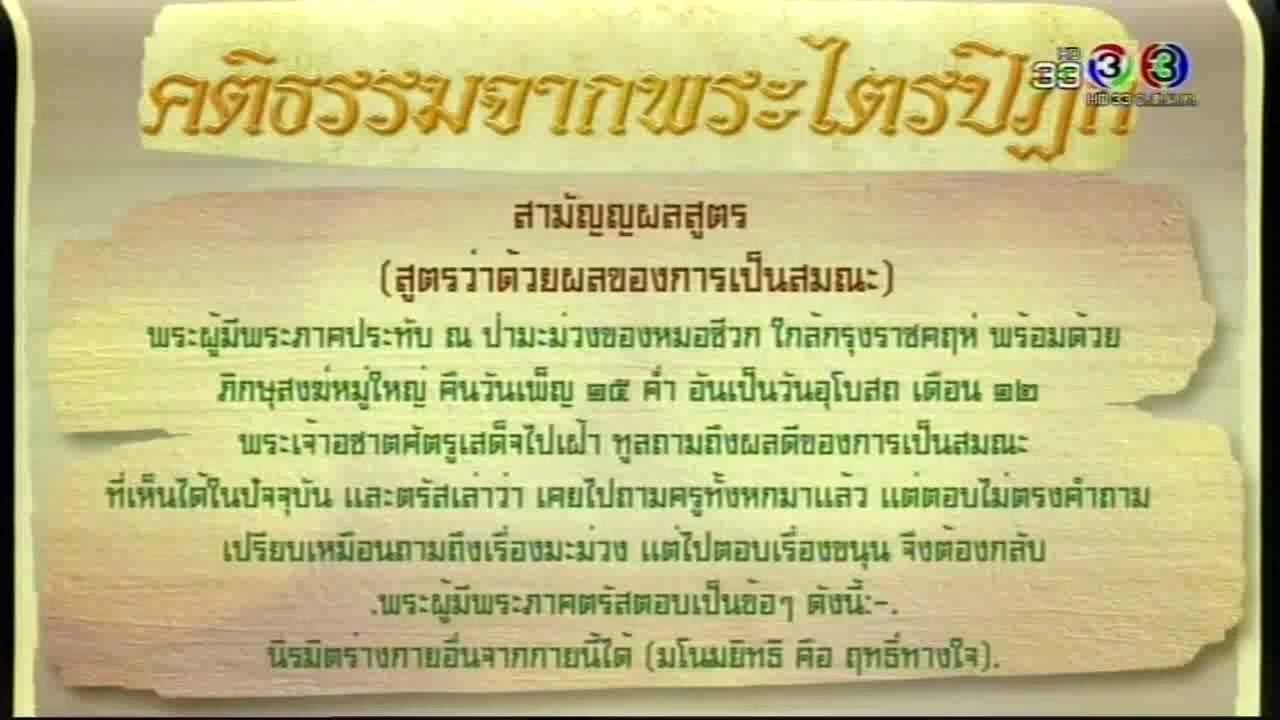 คติธรรมจากพระไตรปิฎก
HD
33 3 3
HD 33
สามัญญผลสูตร
(สูตรว่าด้วยผลของการเป็นสมณะ)
พระผู้มีพระภาคประทับ ณ ป่ามะม่วงของหมอชีวก ใกล้กรุงราชคฤห์ พร้อมด้วย
ภิกษุสงฆ์หมู่ใหญ่ คืนวันเพ็ญ ๑๕ ค่ำ อันเป็นวันอุโบสถ เดือน ๑๒
พระเจ้าอชาตศัตรูเสด็จไปเฝ้า ทูลถามถึงผลดีของการเป็นสมณะ
ที่เห็นได้ในปัจจุบัน และตรัสเล่าว่า เคยไปถามครูทั้งหกมาแล้ว แต่ตอบไม่ตรงคำถาม
เปรียบเหมือนถามถึงเรื่องมะม่วง แต่ไปตอบเรื่องขนุน จึงต้องกลับ
.พระผู้มีพระภาคตรัสตอบเป็นข้อๆ ดังนี้:-.
นิรมิตร่างกายอื่นจากกายนี้ได้ (มโนมยิทธิ คือ ฤทธิ์ทางใจ).